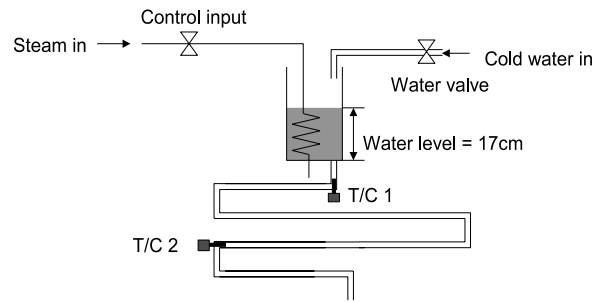 Control input
Steam in
Cold water in
Water valve
Water level = 17cm
T/C 1
T/C 2